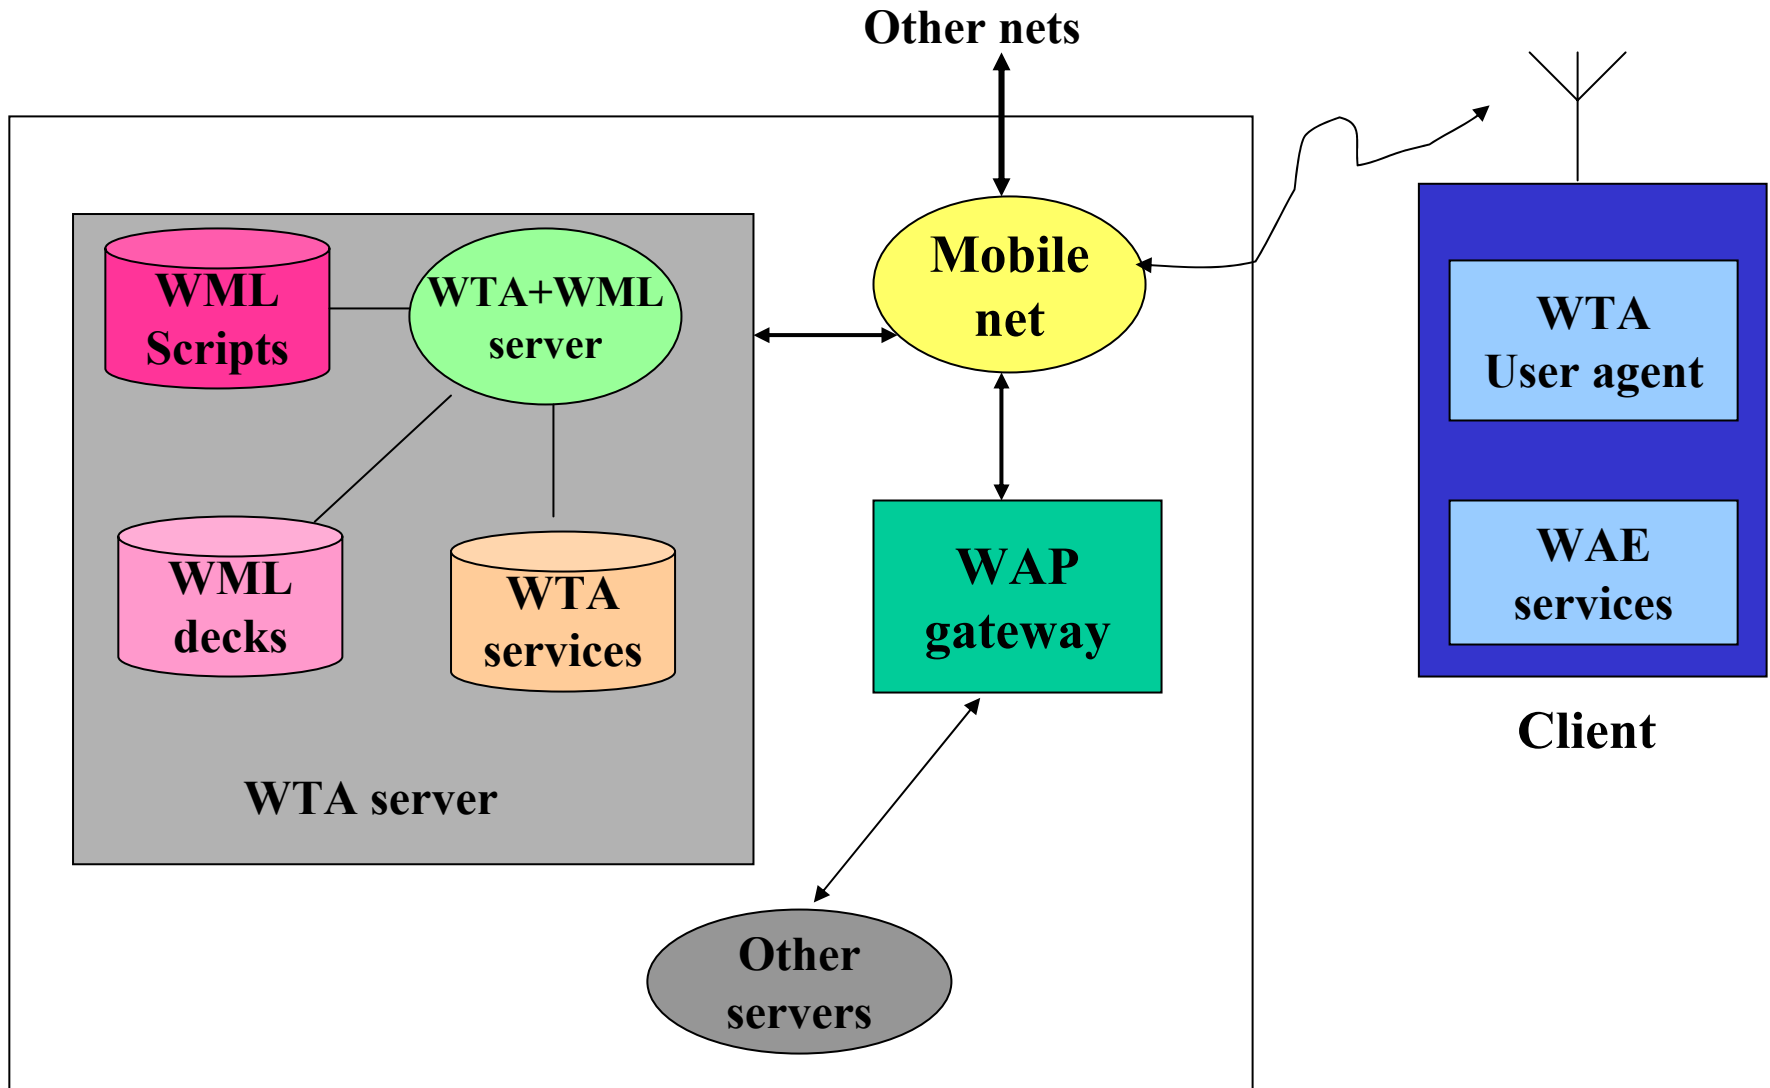 Other nets
WML
Scripts
WTA+WML
server
Mobile
net
WTA
User agent
WML
decks
WTA
services
WAP
gateway
WAE
services
Client
WTA server
Other
servers